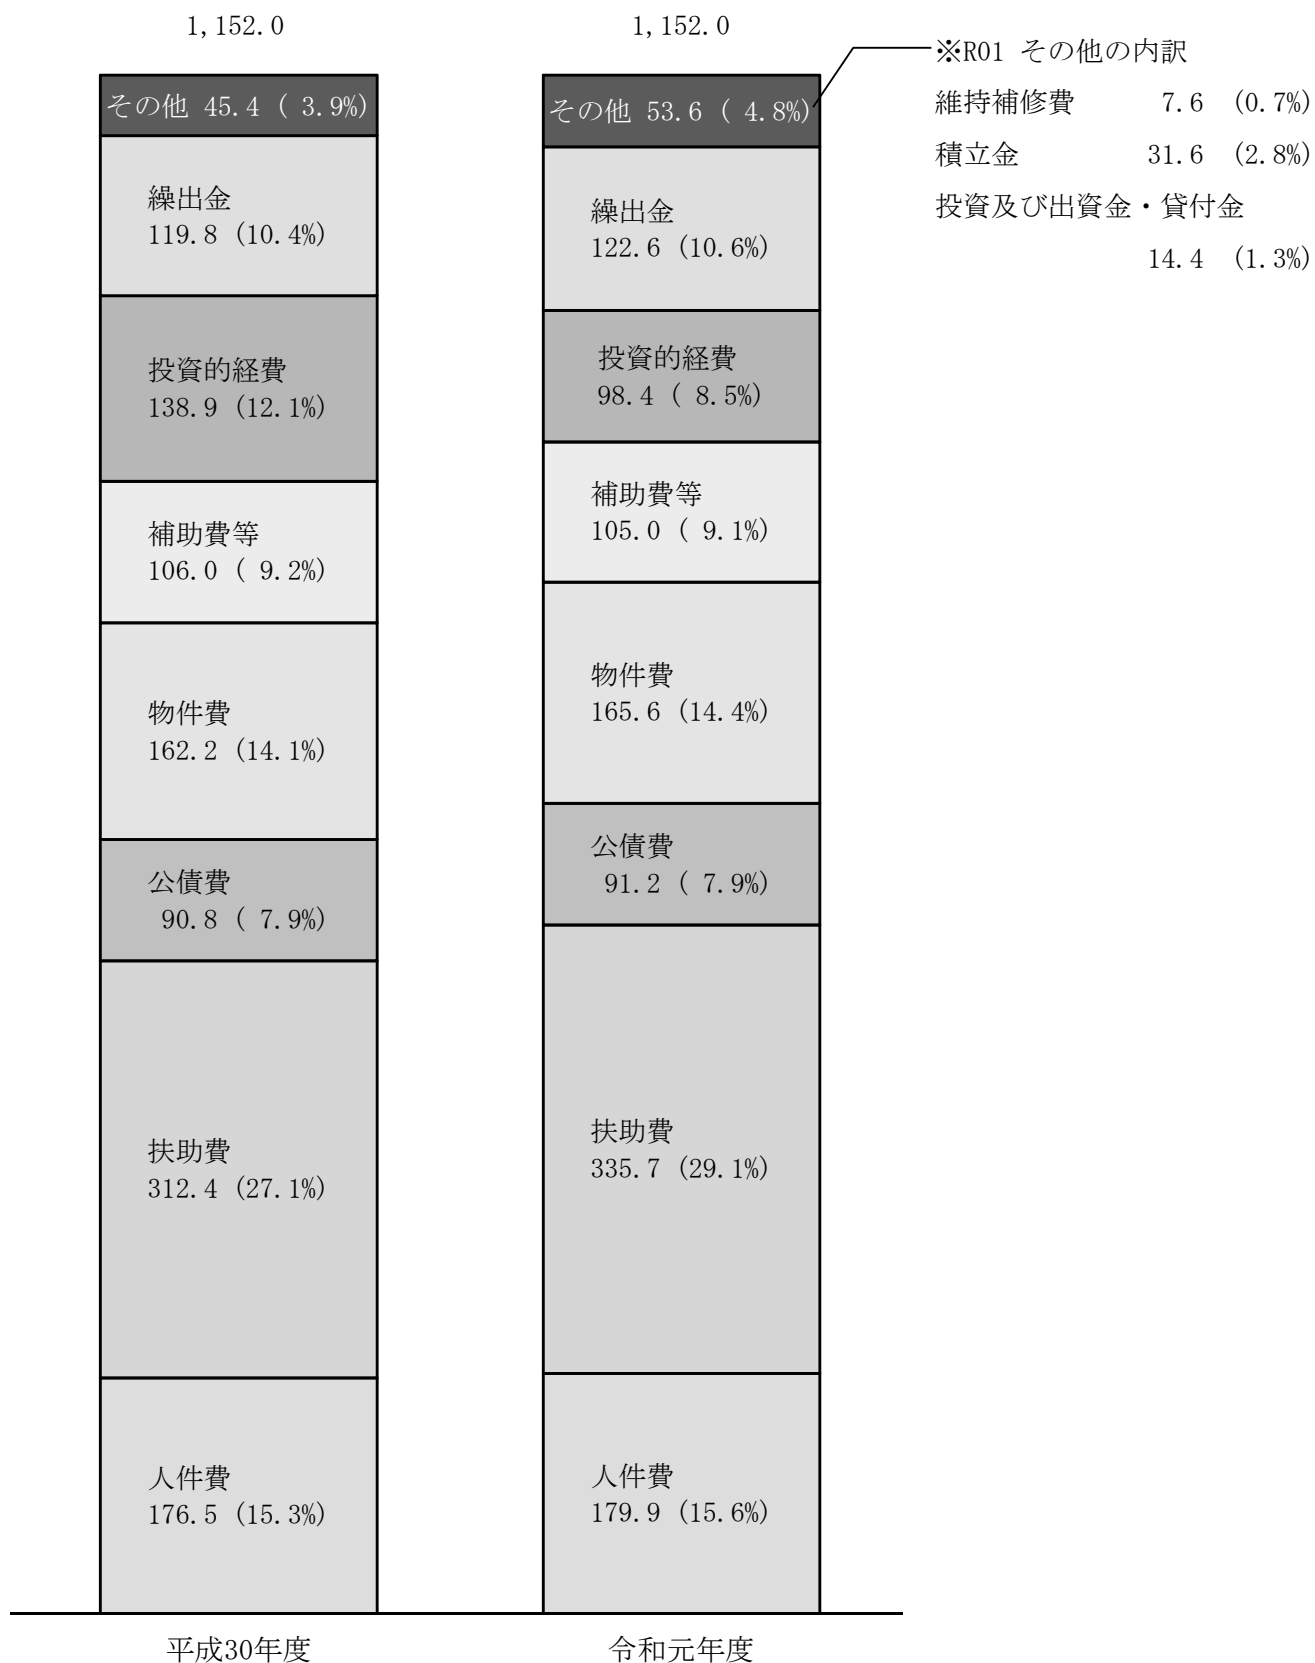 1,152.0
その他 45.4 ( 3.9%)
繰出金
119.8 (10.4%)
投資的経費
138.9 (12.1%)
補助費等
106.0 ( 9.2%)
物件費
162.2 (14.1%)
公債費
90.8 ( 7.9%)
扶助費
312.4 (27.1%)
人件費
176.5 (15.3%)
平成30年度
1,152.0
その他 53.6 ( 4.8%)
繰出金
122.6 (10.6%)
投資的経費
98.4 ( 8.5%)
補助費等
105.0 ( 9.1%)
物件費
165.6 (14.4%)
公債費
91.2 ( 7.9%)
扶助費
335.7 (29.1%)
人件費
179.9 (15.6%)
令和元年度
※R01 その他の内訳
維持補修費 7.6 (0.7%)
積立金 31.6 (2.8%)
投資及び出資金・貸付金
14.4 (1.3%)